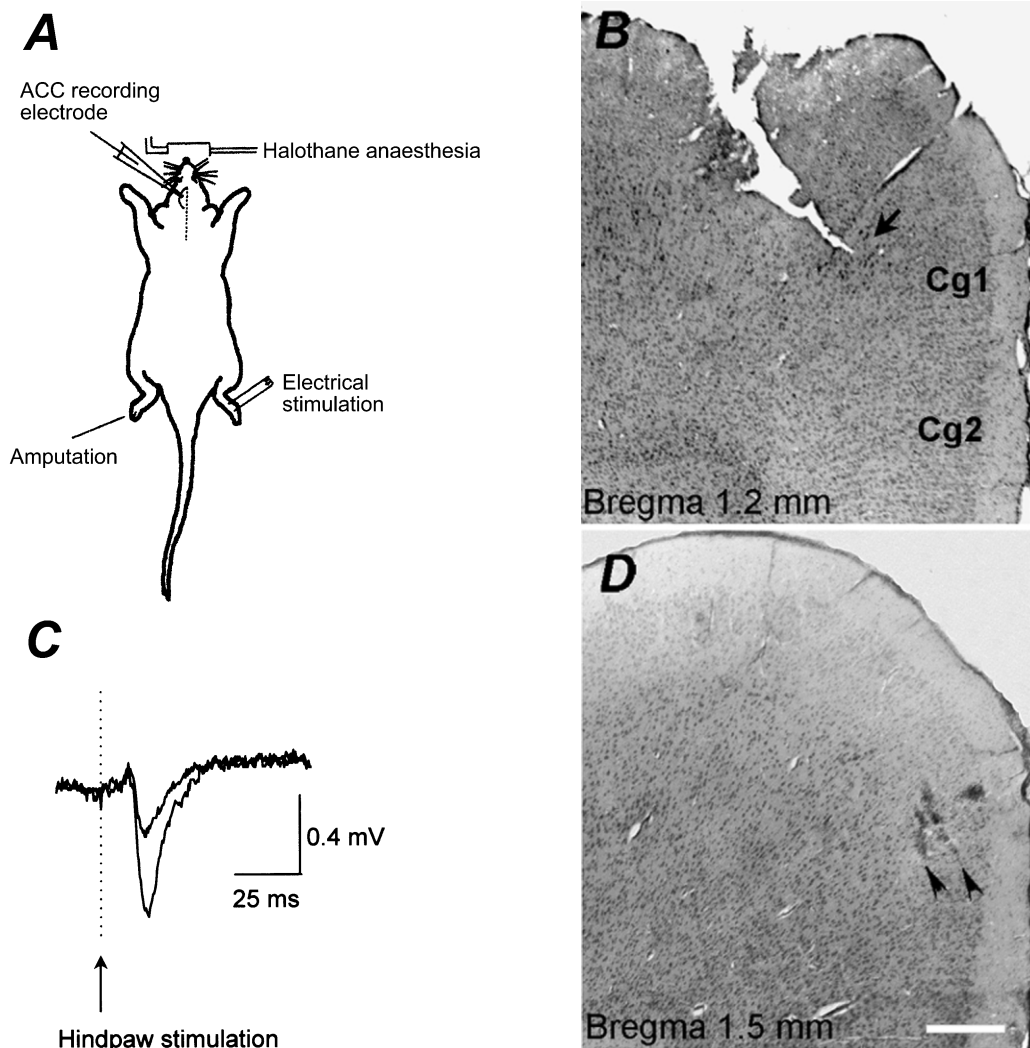 A
ACC recording
electrode
Halothane anaesthesia
Electrical
stimulation
Amputation
B
Cg1
Cg2
Bregma 1.2 mm
C
0.4 mV
25 ms
Hindpaw stimulation
D
Bregma 1.5 mm